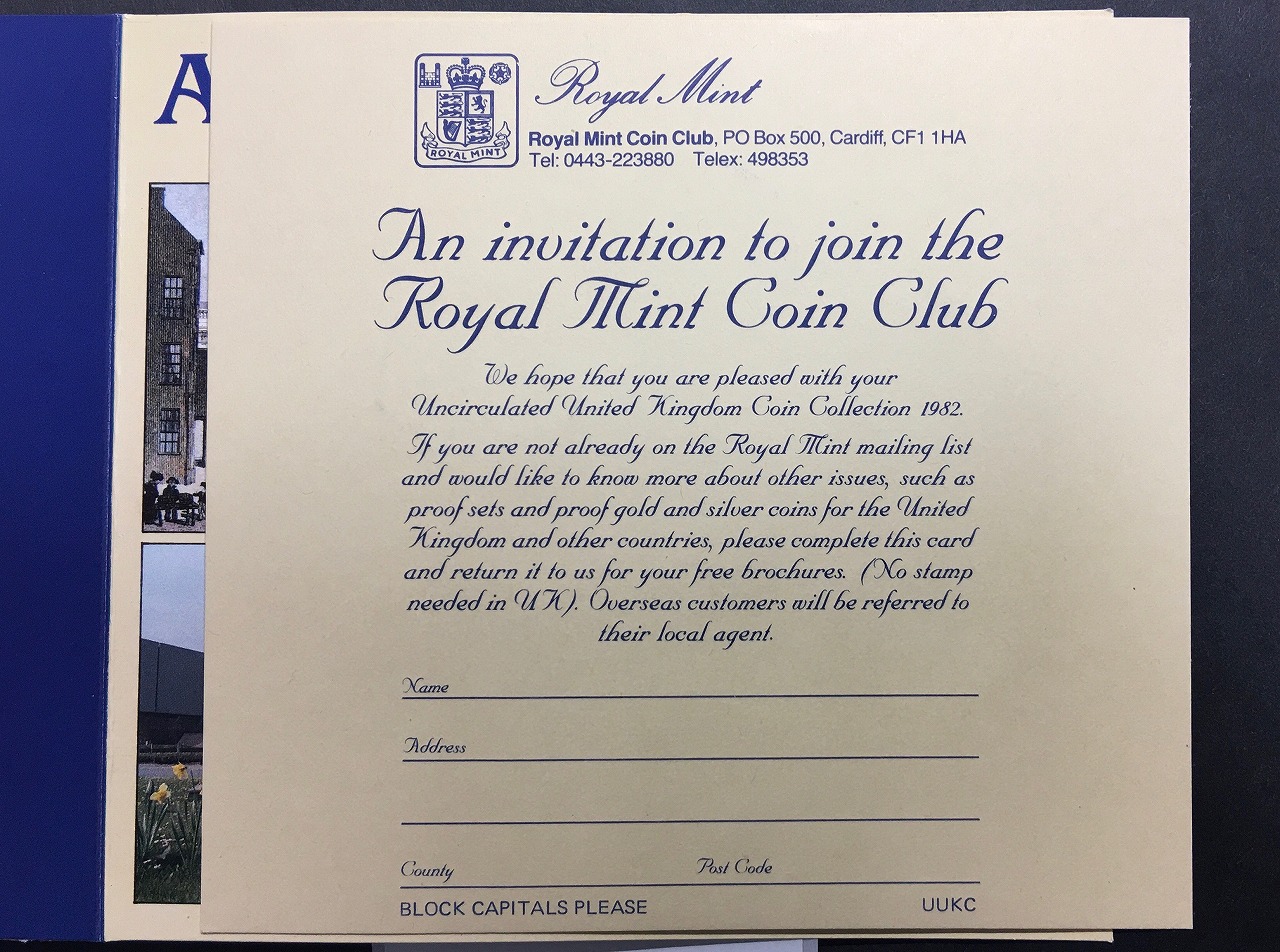 A
ROYAL MINT
Royal Mint
Royal Mint Coin Club, PO Box 500, Cardiff, CF1 1HA
Tel: 0443-223880 Telex: 498353
An invitation to join the
Royal Mint Coin Club
We hope that you are pleased with your
Uncirculated United Kingdom Coin Collection 1982.
If you are not already on the Royal Mint mailing list
and would like to know more about other issues, such as
proof sets and proof gold and silver coins for the United
Kingdom and other countries, please complete this card
and return it to us for your free brochures. (No stamp
needed in UK). Overseas customers will be referred to
their local agent.
Name
Address
County Post Code
BLOCK CAPITALS PLEASE UUKC